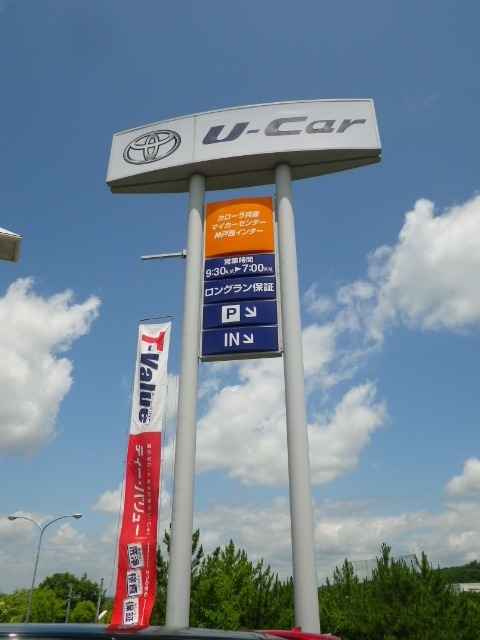 U-Car
カローラ兵庫
マイカーセンター
神戸西インター
営業時間
9:30A.M.▶7:00P.M.
ロングラン保証
P↘
IN↘
T-Value
ティー・バリュー
保証